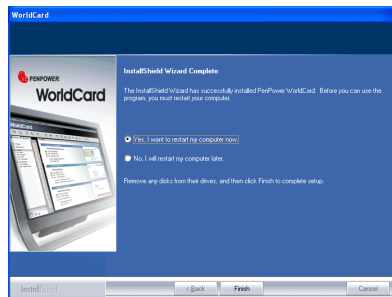 WorldCard
InstallShield Wizard Complete
The InstallShield Wizard has successfully installed PenPower WorldCard. Before you can use the
program, you must restart your computer.
PENPOWER
WorldCard
WorldCard
Yes, I want to restart my computer now.
No, I will restart my computer later.
Remove any disks from their drives, and then click Finish to complete setup.
InstallShield
< Back
Finish
Cancel